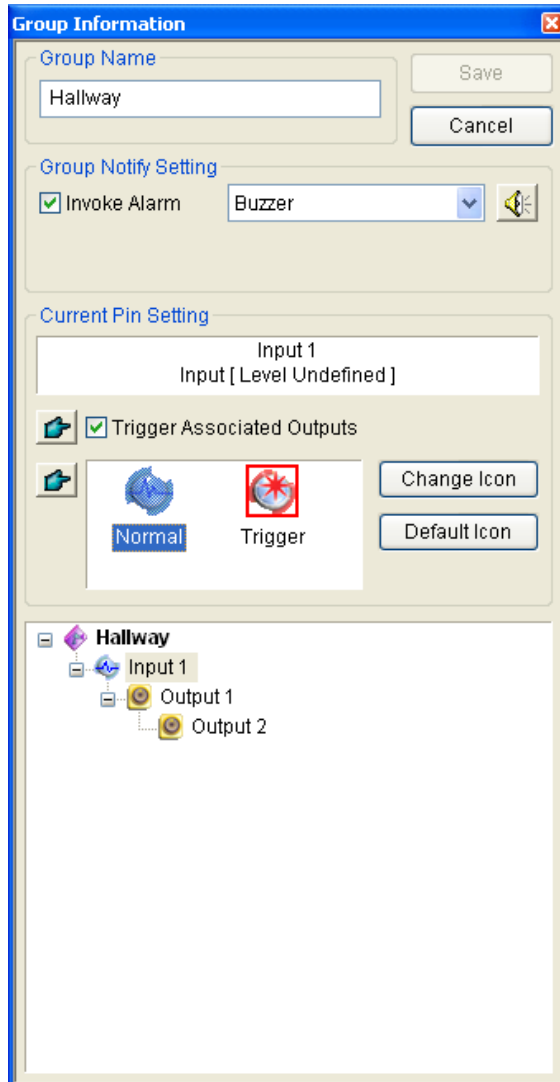 Group Information
Group Name
Save
Hallway
Cancel
Group Notify Setting
Invoke Alarm
Buzzer
Current Pin Setting
Input 1
Input [ Level Undefined ]
Trigger Associated Outputs
Change Icon
Normal
Trigger
Default Icon
Hallway
Input 1
Output 1
Output 2